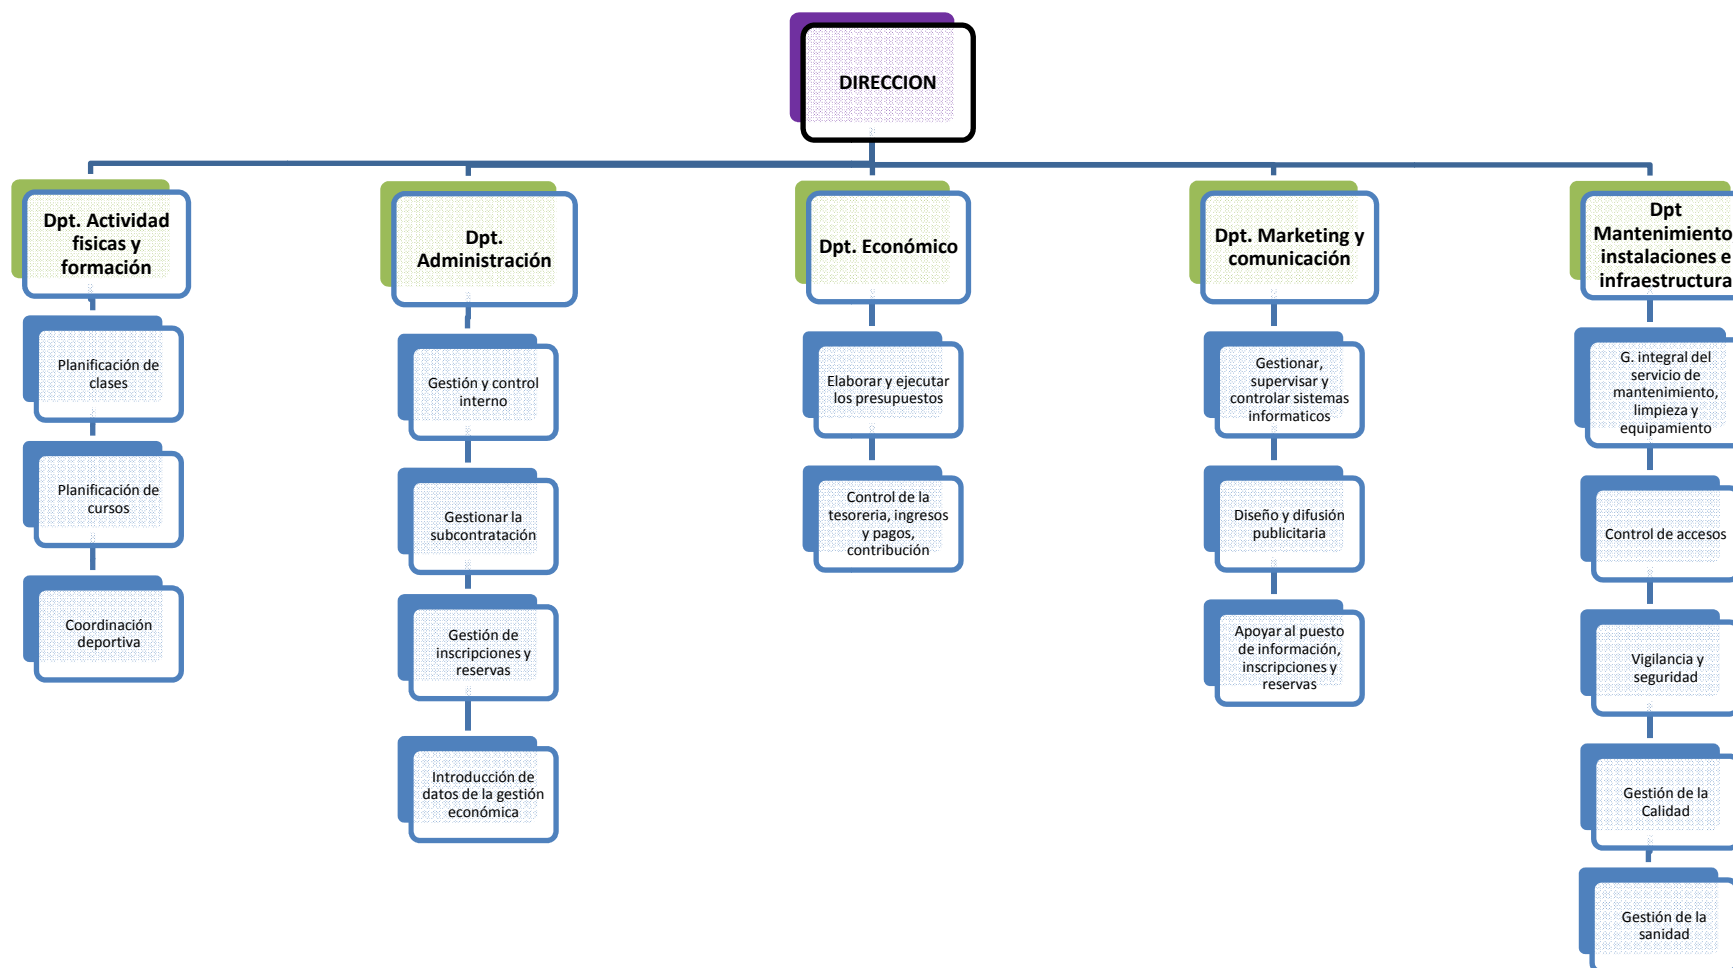 DIRECCION
Dpt. Actividad
fisicas y
formación
Planificación de
clases
Planificación de
cursos
Coordinación
deportiva
Dpt.
Administración
Gestión y control
interno
Gestionar la
subcontratación
Gestión de
inscripciones y
reservas
Introducción de
datos de la gestión
económica
Dpt. Económico
Elaborar y ejecutar
los presupuestos
Control de la
tesoreria, ingresos
y pagos,
contribución
Dpt. Marketing y
comunicación
Gestionar,
supervisar y
controlar sistemas
informaticos
Diseño y difusión
publicitaria
Apoyar al puesto
de información,
inscripciones y
reservas
Dpt
Mantenimiento
instalaciones e
infraestructura
G. integral del
servicio de
mantenimiento,
limpieza y
equipamiento
Control de accesos
Vigilancia y
seguridad
Gestión de la
Calidad
Gestión de la
sanidad